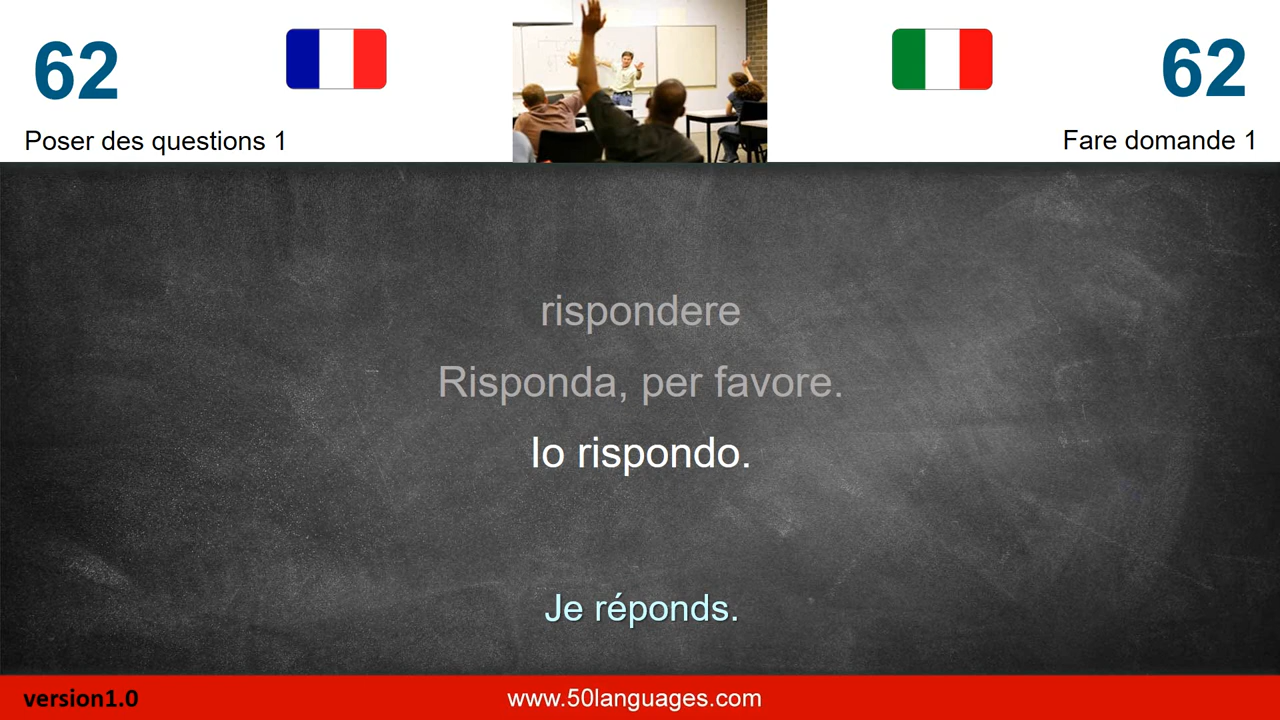 62
62
Poser des questions 1
Fare domande 1
rispondere
Risponda, per favore.
Io rispondo.
Je réponds.
version1.0
www.50languages.com